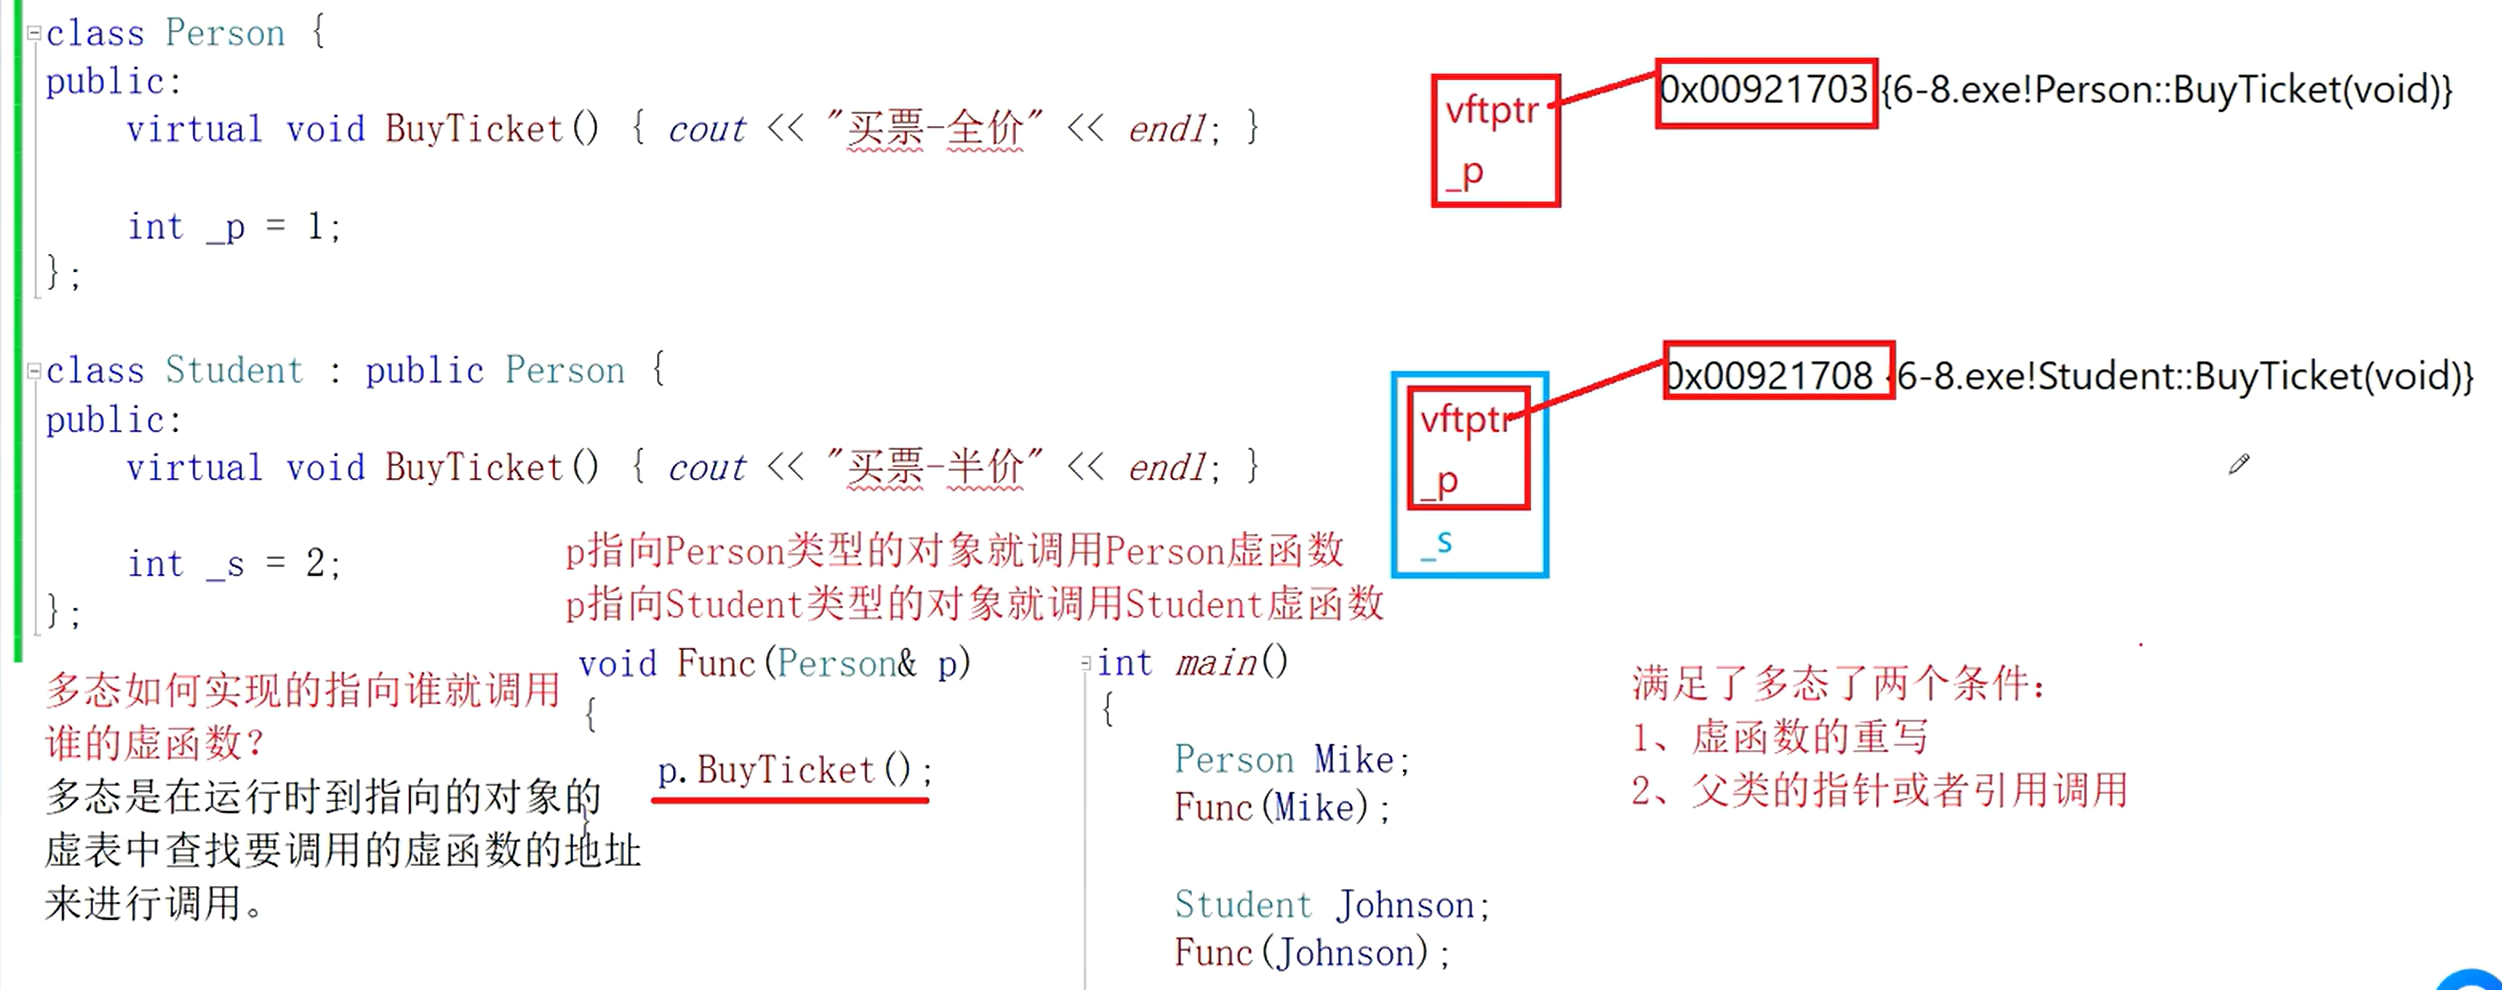 class Person {
public:
virtual void BuyTicket() { cout << "买票-全价" << endl; }
int _p = 1;
};
vftptr
_p
0x00921703 {6-8.exe!Person::BuyTicket(void)}
class Student : public Person {
public:
virtual void BuyTicket() { cout << "买票-半价" << endl; }
int _s = 2;
};
vftptr
_p
_s
0x00921708 {6-8.exe!Student::BuyTicket(void)}
p指向Person类型的对象就调用Person虚函数
p指向Student类型的对象就调用Student虚函数
多态如何实现的指向谁就调用
谁的虚函数?
多态是在运行时到指向的对象的
虚表中查找要调用的虚函数的地址
来进行调用。
void Func(Person& p)
{
p.BuyTicket();
}
int main()
{
Person Mike;
Func(Mike);
Student Johnson;
Func(Johnson);
满足了多态了两个条件:
1、虚函数的重写
2、父类的指针或者引用调用